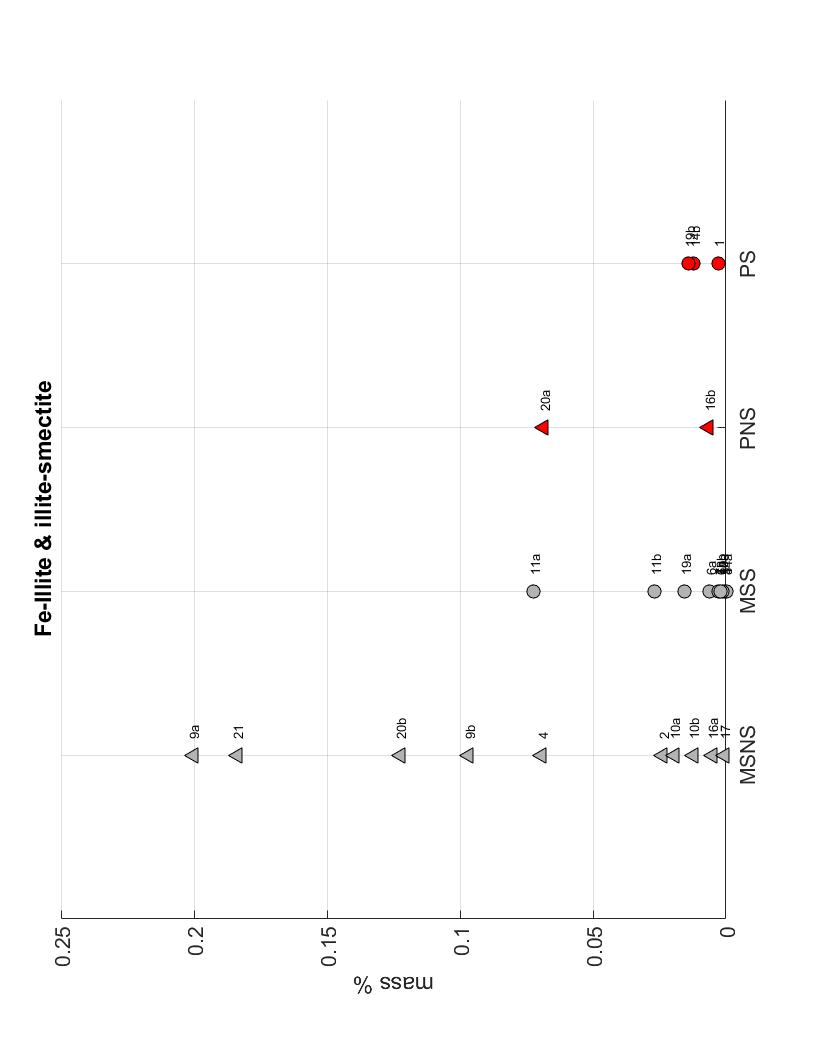 Fe-Illite & illite-smectite
mass %
0.25
0.2
0.15
0.1
0.05
0
9a
21
20b
9b
4
2
10a
10b
16a
17
11a
11b
19a
6a
14a
20a
16b
19b
14b
1
MSNS
MSS
PNS
PS